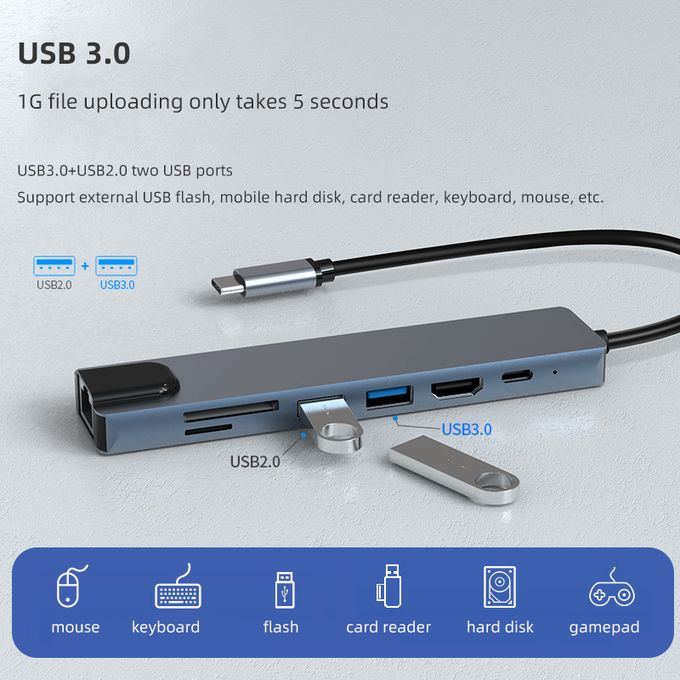 USB 3.0
1G file uploading only takes 5 seconds
USB3.0+USB2.0 two USB ports
Support external USB flash, mobile hard disk, card reader, keyboard, mouse, etc.
+
USB2.0 USB3.0
USB3.0
USB2.0
mouse keyboard flash card reader hard disk gamepad